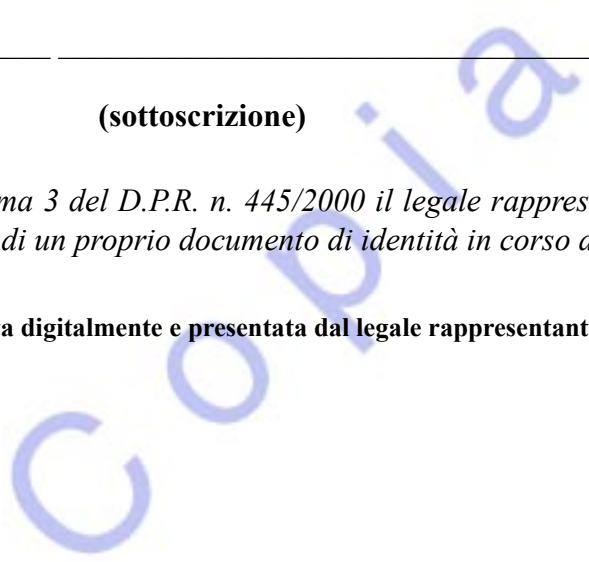 (sottoscrizione)
ma 3 del D.P.R. n. 445/2000 il legale rappres
di un proprio documento di identità in corso d
ta digitalmente e presentata dal legale rappresentant
Copia